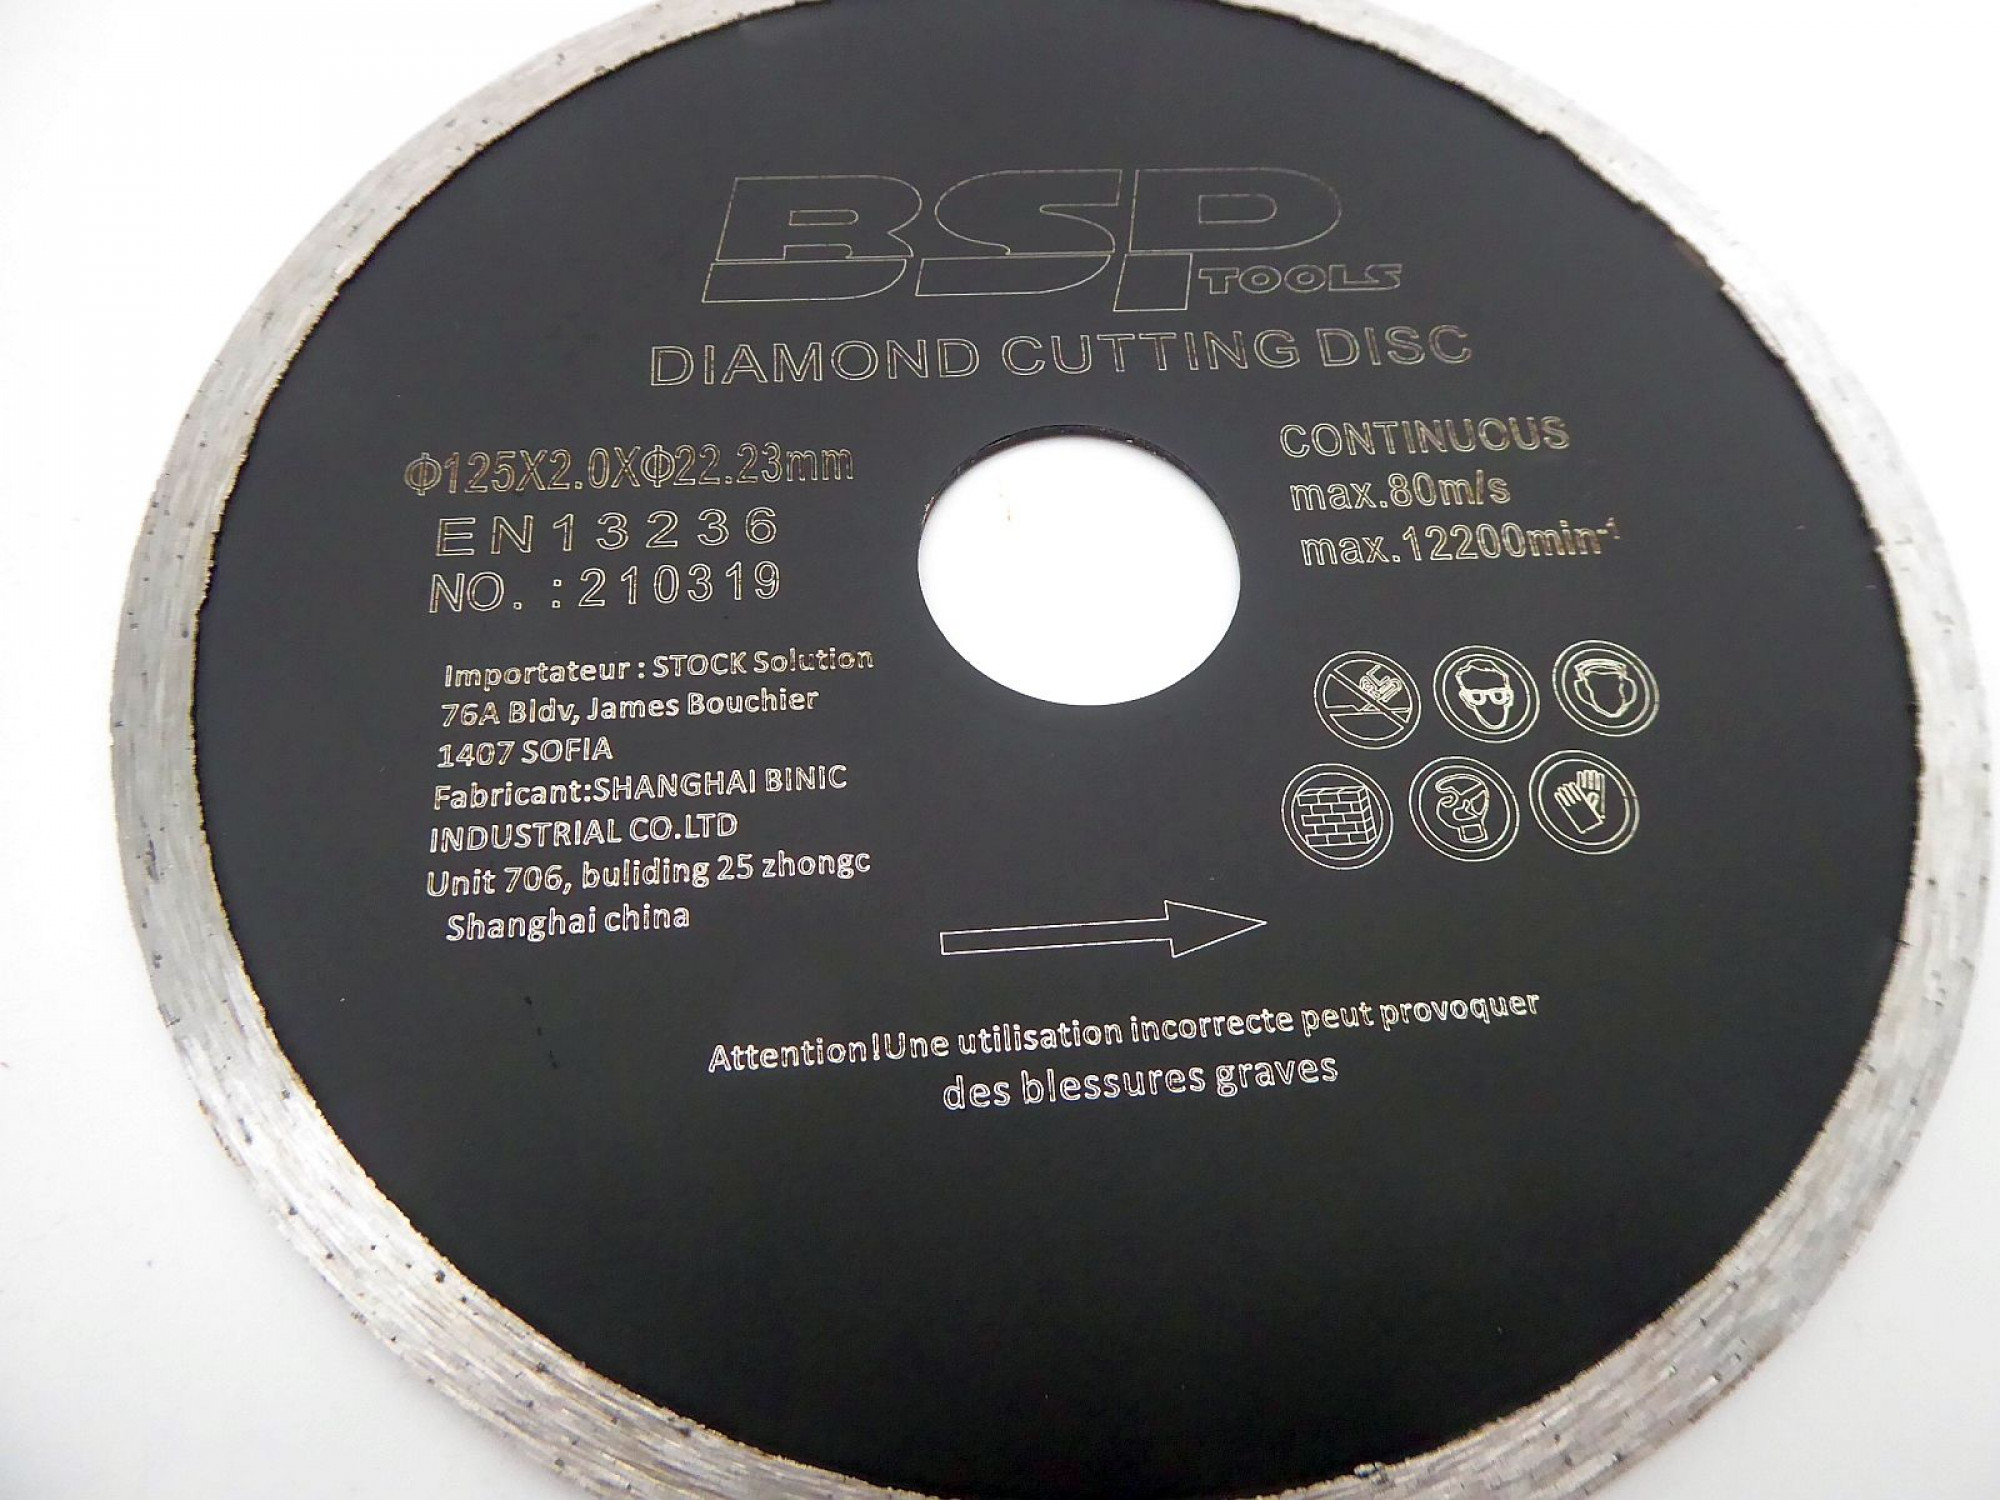 BSP TOOLS
DIAMOND CUTTING DISC
Φ125X2.0XΦ22.23mm
EN13236
NO. :210319
CONTINUOUS
max.80m/s
max.12200min⁻¹
Importateur : STOCK Solution
76A Bldv, James Bouchier
1407 SOFIA
Fabricant:SHANGHAI BINIC
INDUSTRIAL CO.LTD
Unit 706, buliding 25 zhongc
Shanghai china
Attention!Une utilisation incorrecte peut provoquer
des blessures graves